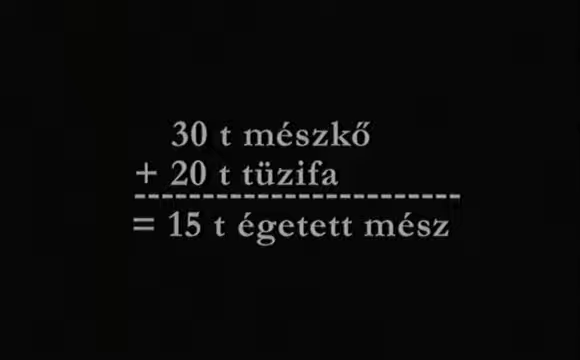 30 t mészkő
+ 20 t tüzifa
-------------------------
= 15 t égetett mész